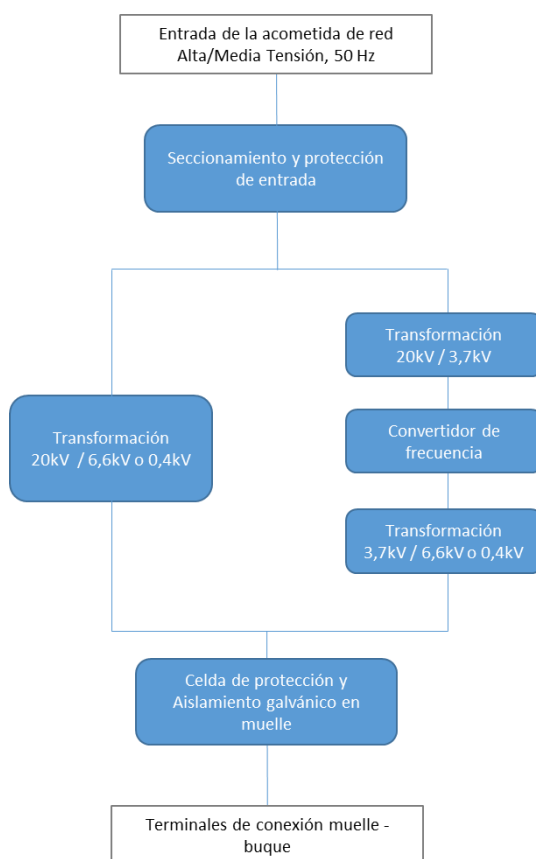 Entrada de la acometida de red
Alta/Media Tensión, 50 Hz
Seccionamiento y protección
de entrada
Transformación
20kV / 3,7kV
Transformación
20kV / 6,6kV o 0,4kV
Convertidor de
frecuencia
Transformación
3,7kV / 6,6kV o 0,4kV
Celda de protección y
Aislamiento galvánico en
muelle
Terminales de conexión muelle -
buque